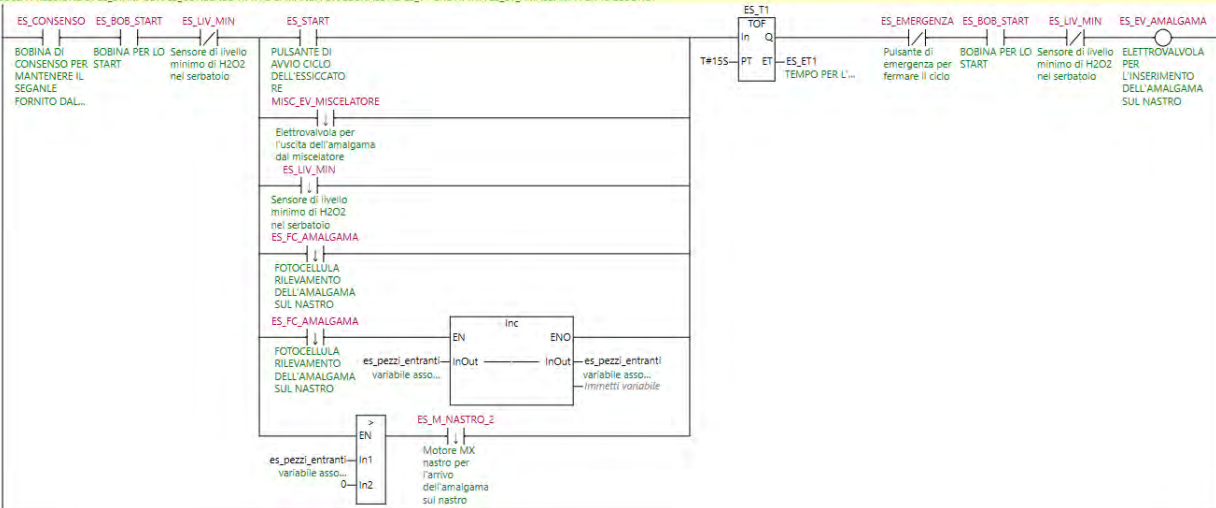 ES_CONSENSO ES_BOB_START ES_LIV_MIN ES_START
BOBINA DI
CONSENSO PER
MANTENERE IL
SEGANLE
FORNITO DAL...
BOBINA PER LO
START
Sensore di livello
minimo di H2O2
nel serbatoio
PULSANTE DI
AVVIO CICLO
DELL'ESSICCATO
RE
MISC_EV_MISCELATORE
Elettrovalvola per
l'uscita dell'amalgama
dal miscelatore
ES_LIV_MIN
Sensore di livello
minimo di H2O2
nel serbatoio
ES_FC_AMALGAMA
FOTOCELLULA
RILEVAMENTO
DELL'AMALGAMA
SUL NASTRO
ES_FC_AMALGAMA
FOTOCELLULA
RILEVAMENTO
DELL'AMALGAMA
SUL NASTRO
Inc
EN ENO
es_pezzi_entranti InOut InOut es_pezzi_entranti
variabile asso... variabile asso...
Immetti variabile
>
EN
es_pezzi_entranti In1
variabile asso...
0 In2
ES_M_NASTRO_2
Motore MX
nastro per
l'arrivo
dell'amalgama
sul nastro
ES_T1
TOF
In Q
T#15S PT ET ES_ET1
TEMPO PER L'...
ES_EMERGENZA ES_BOB_START ES_LIV_MIN ES_EV_AMALGAMA
Pulsante di
emergenza per
fermare il ciclo
BOBINA PER LO
START
Sensore di livello
minimo di H2O2
nel serbatoio
ELETTROVALVOLA
PER
L'INSERIMENTO
DELL'AMALGAMA
SUL NASTRO